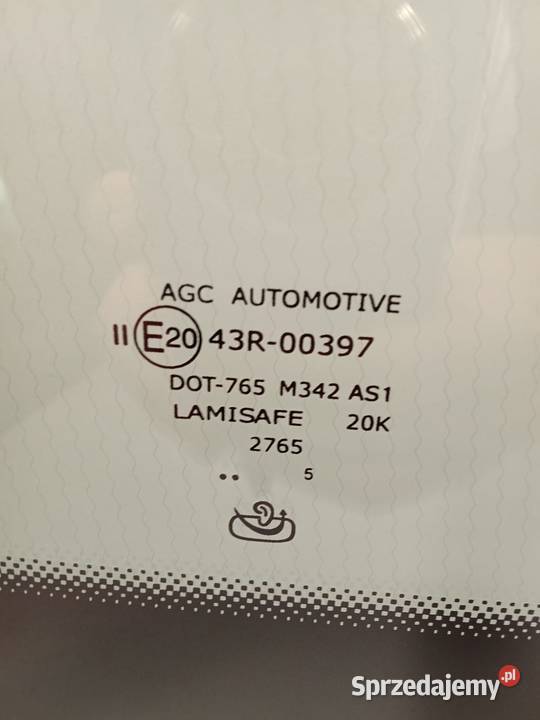 AGC AUTOMOTIVE
II E20 43R-00397
DOT-765 M342 AS1
LAMISAFE 20K
2765
.. 5
Sprzedajemy.pl